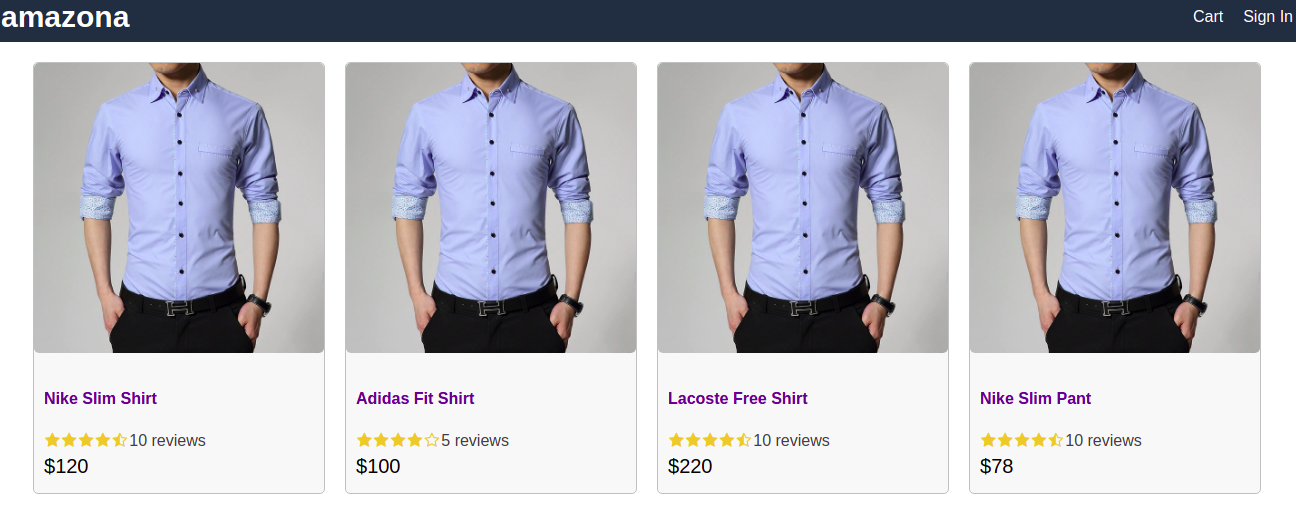 amazona
Cart Sign In
Nike Slim Shirt
10 reviews
$120
Adidas Fit Shirt
5 reviews
$100
Lacoste Free Shirt
10 reviews
$220
Nike Slim Pant
10 reviews
$78